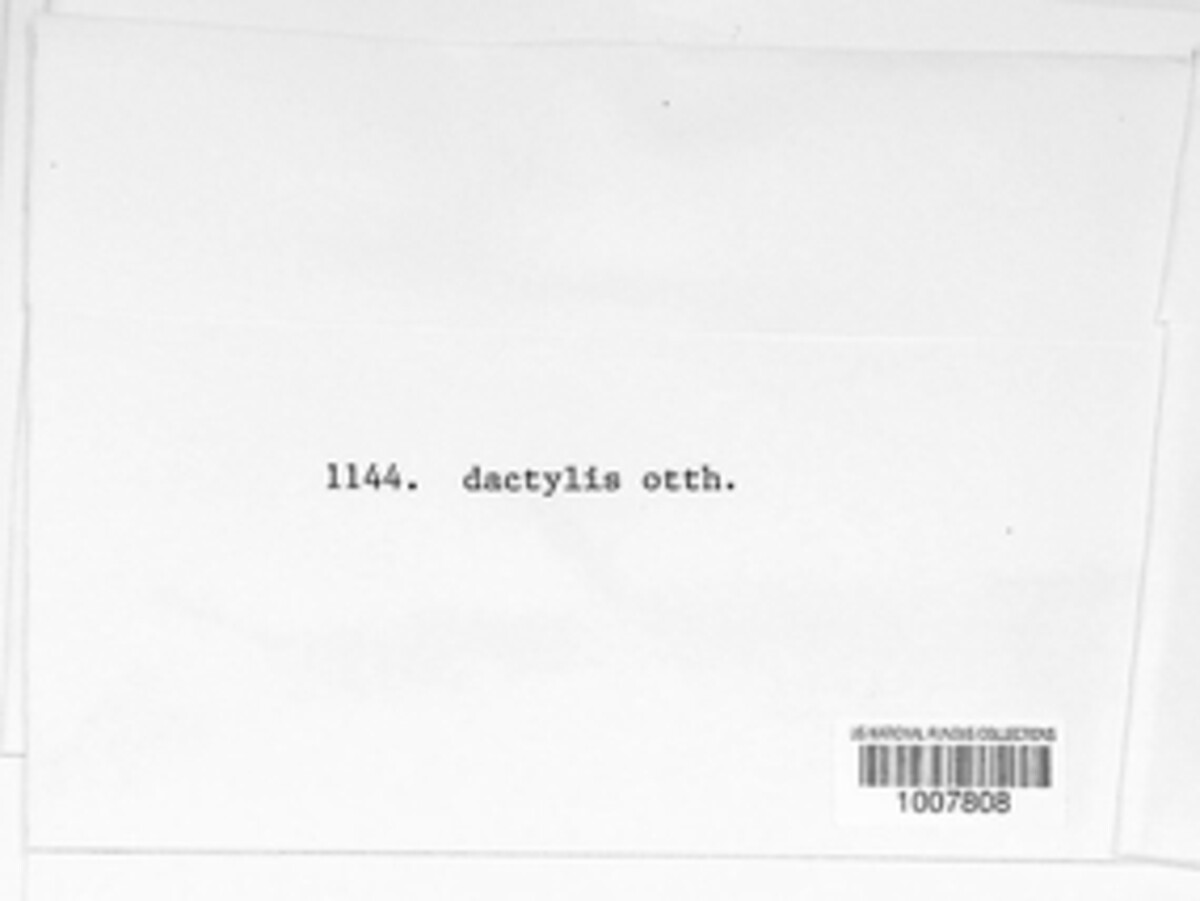 1144. dactylis otth.
US NATIONAL FUNGUS COLLECTIONS
1007808